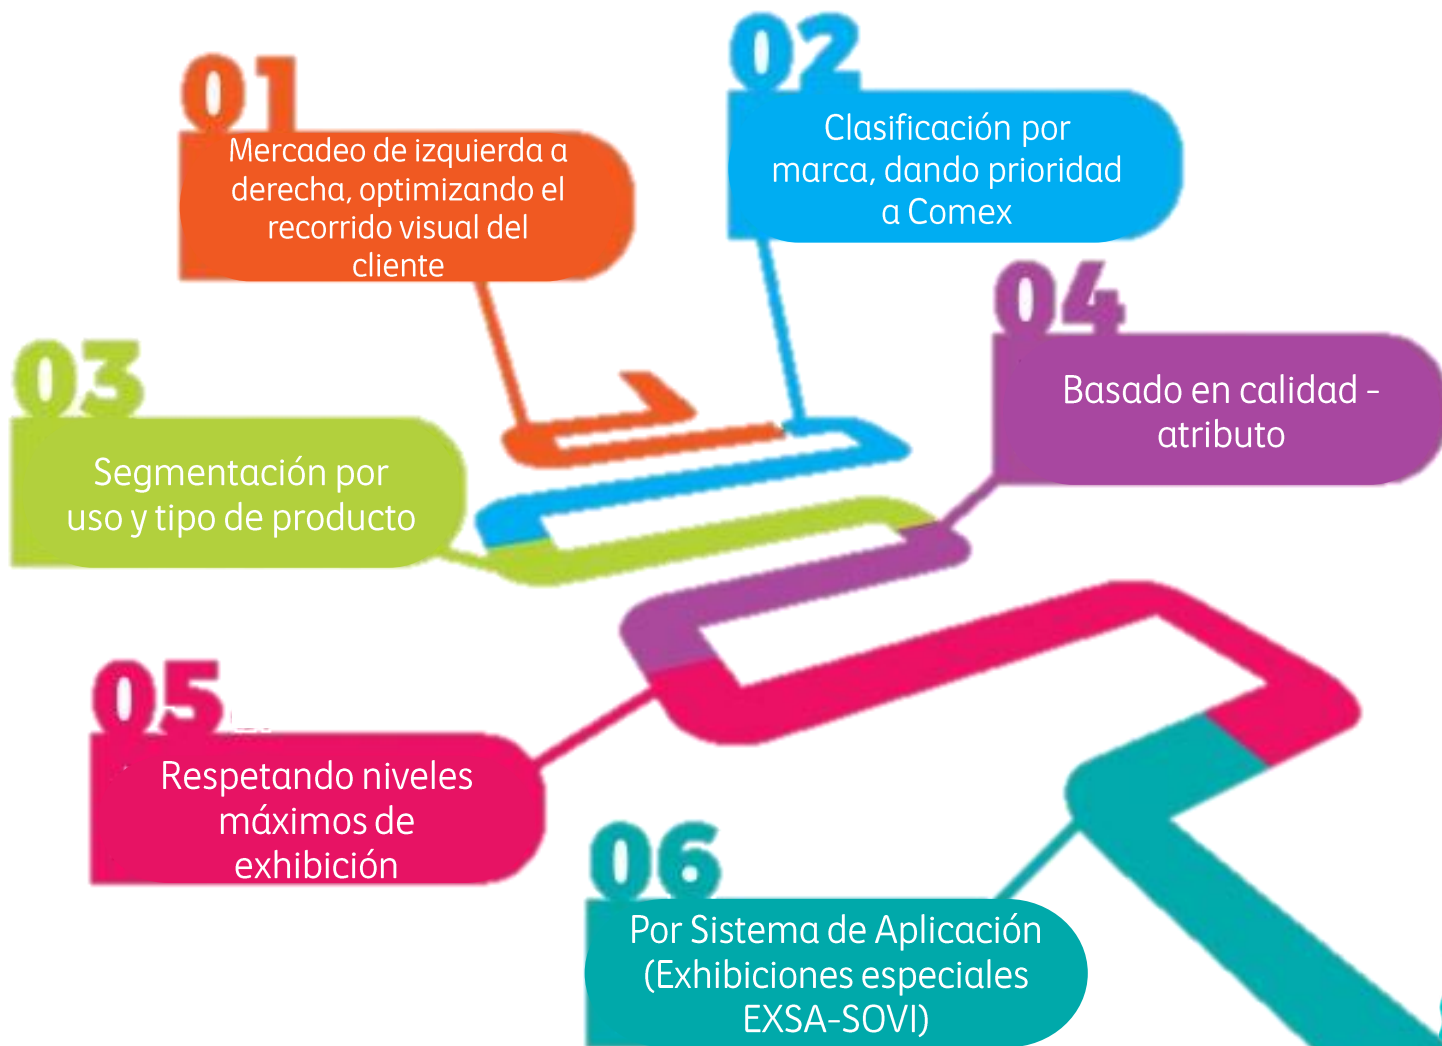 01
Mercadeo de izquierda a
derecha, optimizando el
recorrido visual del
cliente
02
Clasificación por
marca, dando prioridad
a Comex
03
Segmentación por
uso y tipo de producto
04
Basado en calidad -
atributo
05
Respetando niveles
máximos de
exhibición
06
Por Sistema de Aplicación
(Exhibiciones especiales
EXSA-SOVI)